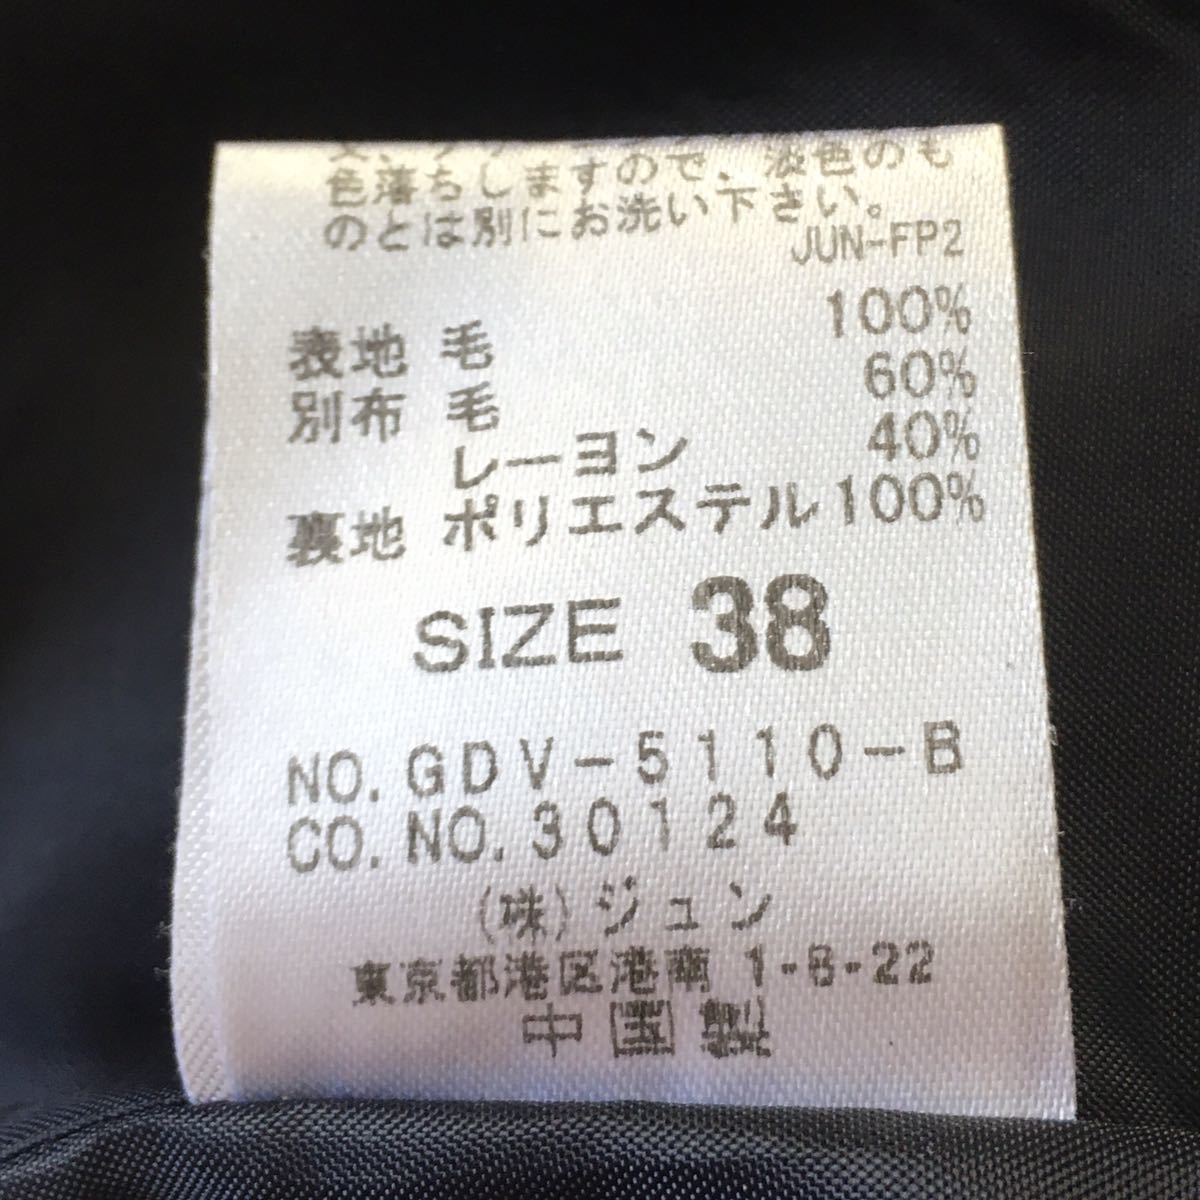 色落ちしますので、淡色のも
のとは別にお洗い下さい。
JUN-FP2
表地 毛 100%
別布 毛 60%
レーヨン 40%
裏地 ポリエステル100%
SIZE 38
NO. GDV-5110-B
CO. NO. 30124
(株)ジュン
東京都港区港南 1-8-22
中国製